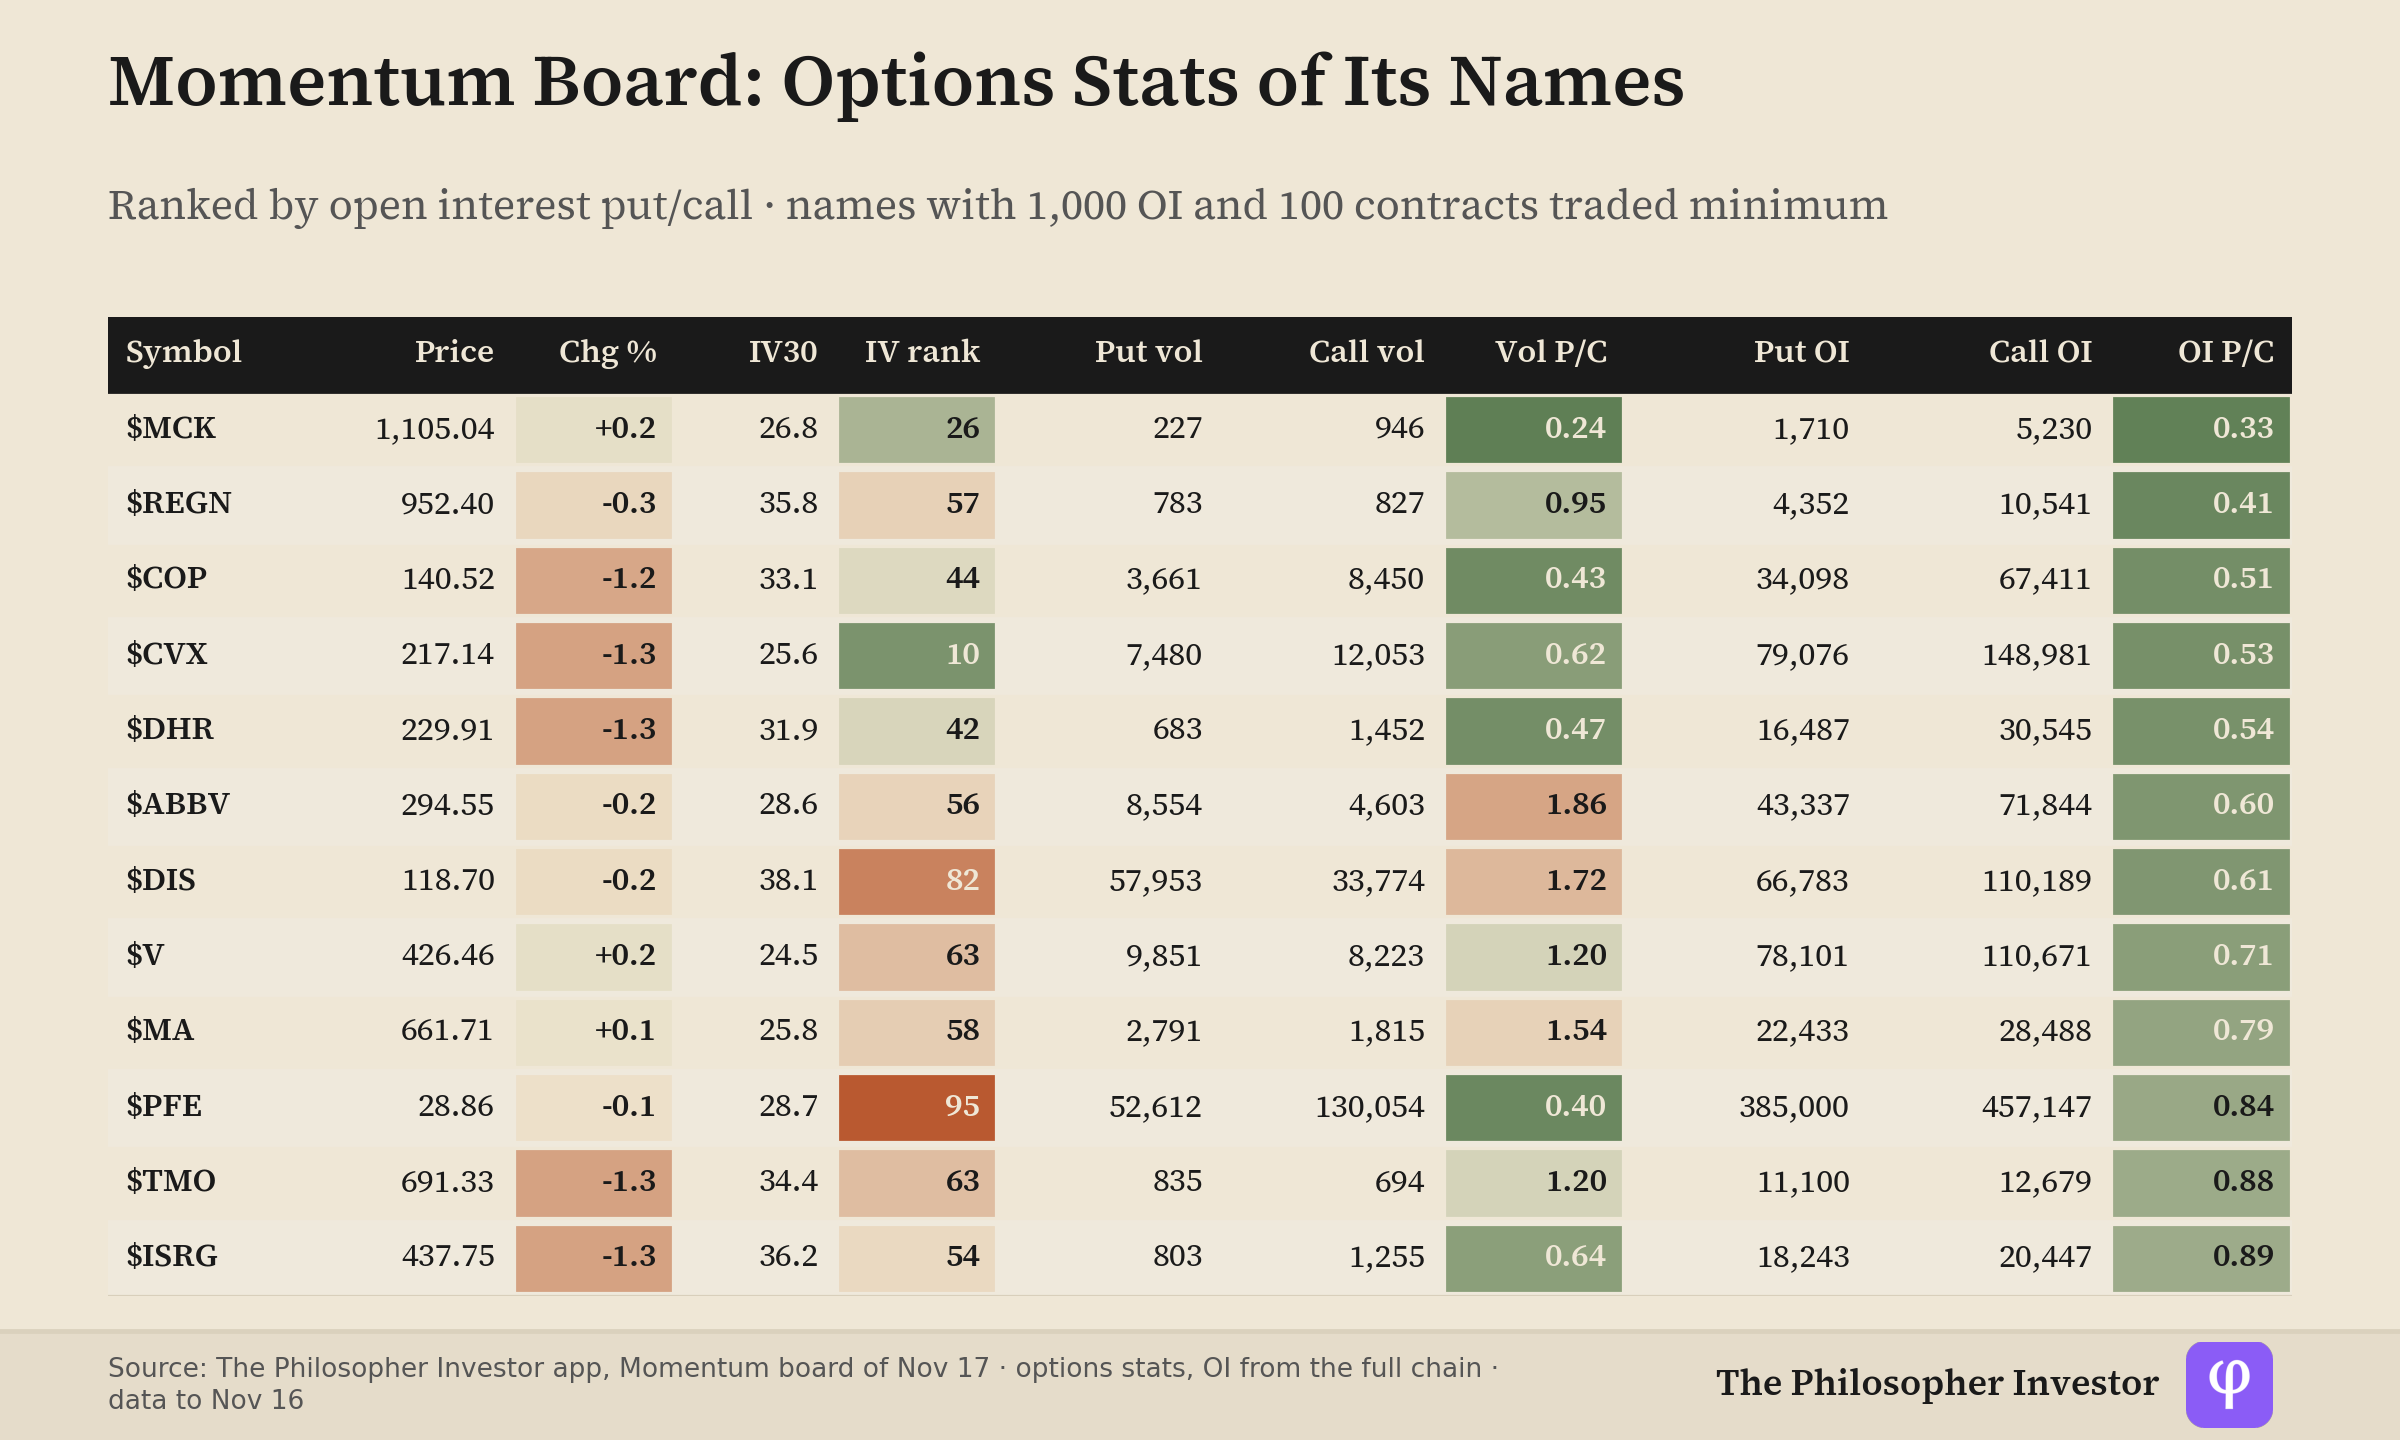 Momentum Board: Options Stats of Its Names
Ranked by open interest put/call · names with 1,000 OI and 100 contracts traded minimum
Symbol Price Chg % IV30 IV rank Put vol Call vol Vol P/C Put OI Call OI OI P/C
$MCK 1,105.04 +0.2 26.8 26 227 946 0.24 1,710 5,230 0.33
$REGN 952.40 -0.3 35.8 57 783 827 0.95 4,352 10,541 0.41
$COP 140.52 -1.2 33.1 44 3,661 8,450 0.43 34,098 67,411 0.51
$CVX 217.14 -1.3 25.6 10 7,480 12,053 0.62 79,076 148,981 0.53
$DHR 229.91 -1.3 31.9 42 683 1,452 0.47 16,487 30,545 0.54
$ABBV 294.55 -0.2 28.6 56 8,554 4,603 1.86 43,337 71,844 0.60
$DIS 118.70 -0.2 38.1 82 57,953 33,774 1.72 66,783 110,189 0.61
$V 426.46 +0.2 24.5 63 9,851 8,223 1.20 78,101 110,671 0.71
$MA 661.71 +0.1 25.8 58 2,791 1,815 1.54 22,433 28,488 0.79
$PFE 28.86 -0.1 28.7 95 52,612 130,054 0.40 385,000 457,147 0.84
$TMO 691.33 -1.3 34.4 63 835 694 1.20 11,100 12,679 0.88
$ISRG 437.75 -1.3 36.2 54 803 1,255 0.64 18,243 20,447 0.89
Source: The Philosopher Investor app, Momentum board of Nov 17 · options stats, OI from the full chain ·
data to Nov 16
The Philosopher Investor φ